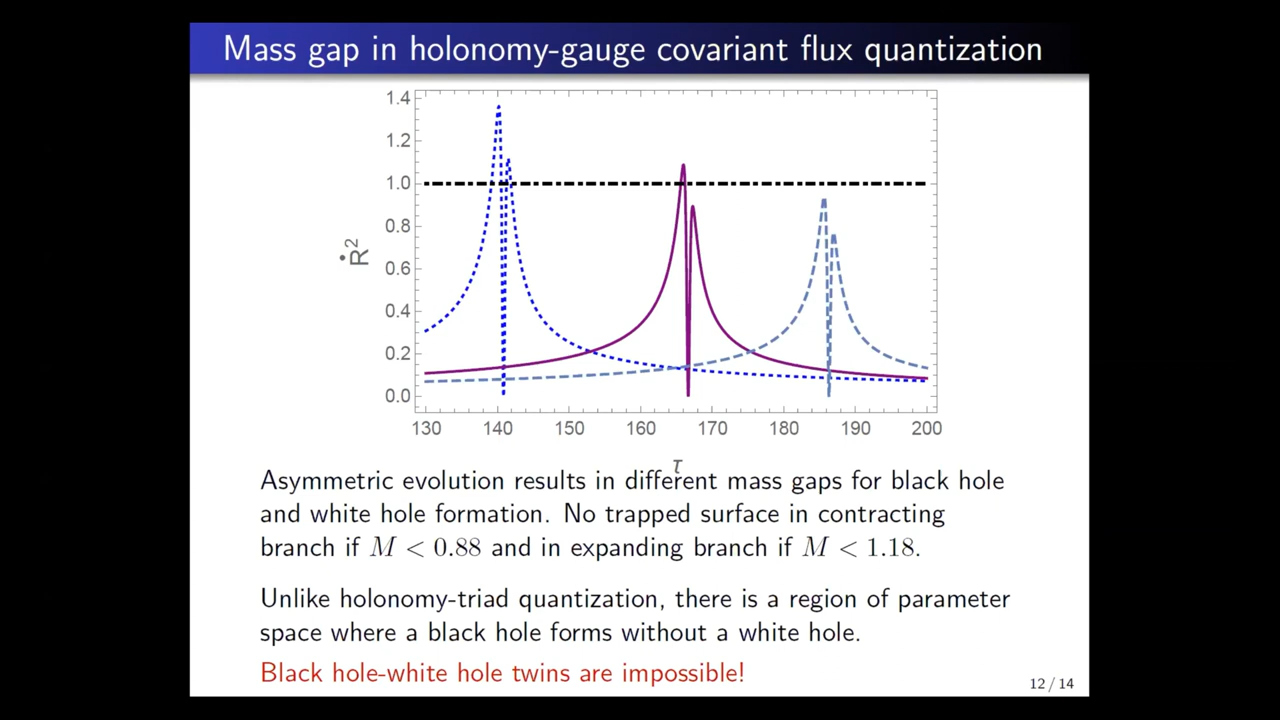 Mass gap in holonomy-gauge covariant flux quantization
1.4
1.2
1.0
0.8
0.6
0.4
0.2
0.0
Ṙ²
130 140 150 160 170 180 190 200
τ
Asymmetric evolution results in different mass gaps for black hole
and white hole formation. No trapped surface in contracting
branch if M < 0.88 and in expanding branch if M < 1.18.
Unlike holonomy-triad quantization, there is a region of parameter
space where a black hole forms without a white hole.
Black hole-white hole twins are impossible!
12 / 14